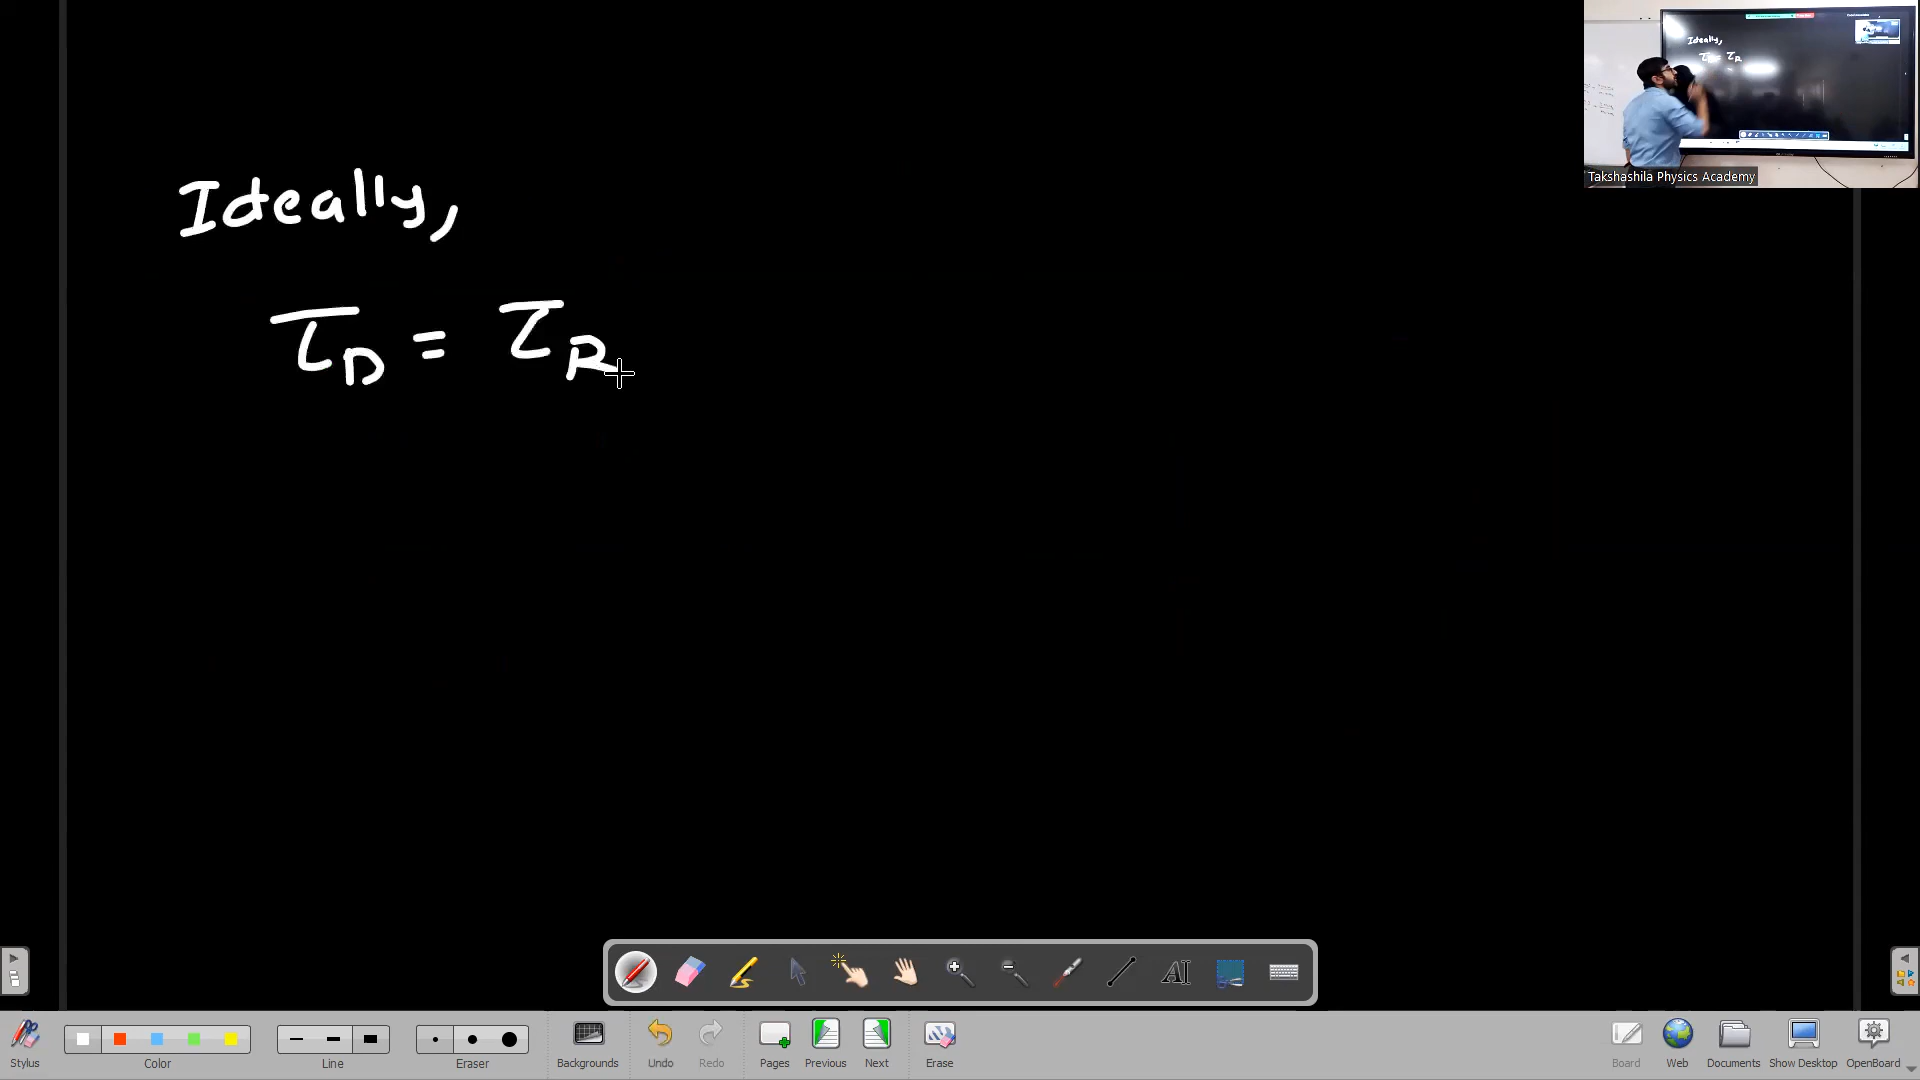 Ideally,
τD = τR
Takshashila Physics Academy
Stylus
Color
Line
Eraser
Backgrounds
Undo
Redo
Pages
Previous
Next
Erase
Board
Web
Documents
Show Desktop
OpenBoard